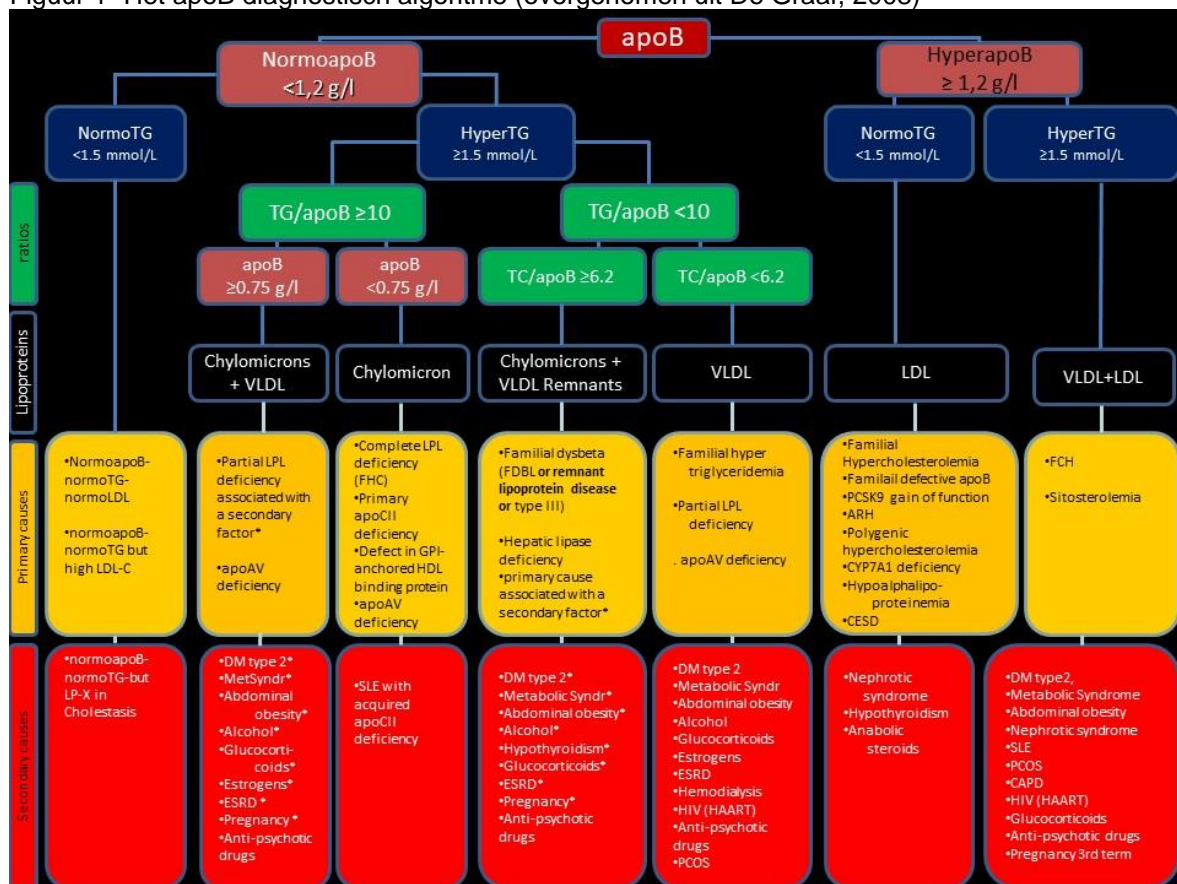 Figuur 1 Het apoB diagnostisch algoritme (overgenomen uit De Graaf, 2008)
apoB
NormoapoB
<1,2 g/l
HyperapoB
≥ 1,2 g/l
NormoTG
<1.5 mmol/L
HyperTG
≥1.5 mmol/L
NormoTG
<1.5 mmol/L
HyperTG
≥1.5 mmol/L
ratios
TG/apoB ≥10
TG/apoB <10
apoB
≥0.75 g/l
apoB
<0.75 g/l
TC/apoB ≥6.2
TC/apoB <6.2
Lipoproteins
Chylomicrons
+ VLDL
Chylomicron
Chylomicrons +
VLDL Remnants
VLDL
LDL
VLDL+LDL
Primary causes
•NormoapoB-
normoTG-
normoLDL
•normoapoB-
normoTG but
high LDL-C
•Partial LPL
deficiency
associated with
a secondary
factor*
•apoAV
deficiency
•Complete LPL
deficiency
(FHC)
•Primary
apoCII
deficiency
•Defect in GPI-
anchored HDL
binding protein
•apoAV
deficiency
•Familial dysbeta
(FDBL or remnant
lipoprotein disease
or type III)
•Hepatic lipase
deficiency
•primary cause
associated with a
secondary factor*
•Familial hyper
triglyceridemia
•Partial LPL
deficiency
. apoAV deficiency
•Familial
Hypercholesterolemia
•Familail defective apoB
•PCSK9 gain of function
•ARH
•Polygenic
hypercholesterolemia
•CYP7A1 deficiency
•Hypoalphalipo-
proteinemia
•CESD
•FCH
•Sitosterolemia
Secondary causes
•normoapoB-
normoTG-but
LP-X in
Cholestasis
•DM type 2*
•MetSyndr*
•Abdominal
obesity*
•Alcohol*
•Glucocorti-
coids*
•Estrogens*
•ESRD *
•Pregnancy *
•Anti-psychotic
drugs
•SLE with
acquired
apoCII
deficiency
•DM type 2*
•Metabolic Syndr*
•Abdominal obesity*
•Alcohol*
•Hypothyroidism*
•Glucocorticoids*
•ESRD*
•Pregnancy*
•Anti-psychotic
drugs
•DM type 2
•Metabolic Syndr
•Abdominal obesity
•Alcohol
•Glucocorticoids
•Estrogens
•ESRD
•Hemodialysis
•HIV (HAART)
•Anti-psychotic
drugs
•PCOS
•Nephrotic
syndrome
•Hypothyroidism
•Anabolic
steroids
•DM type2,
•Metabolic Syndrome
•Abdominal obesity
•Nephrotic syndrome
•SLE
•PCOS
•CAPD
•HIV (HAART)
•Glucocorticoids
•Anti-psychotic drugs
•Pregnancy 3rd term